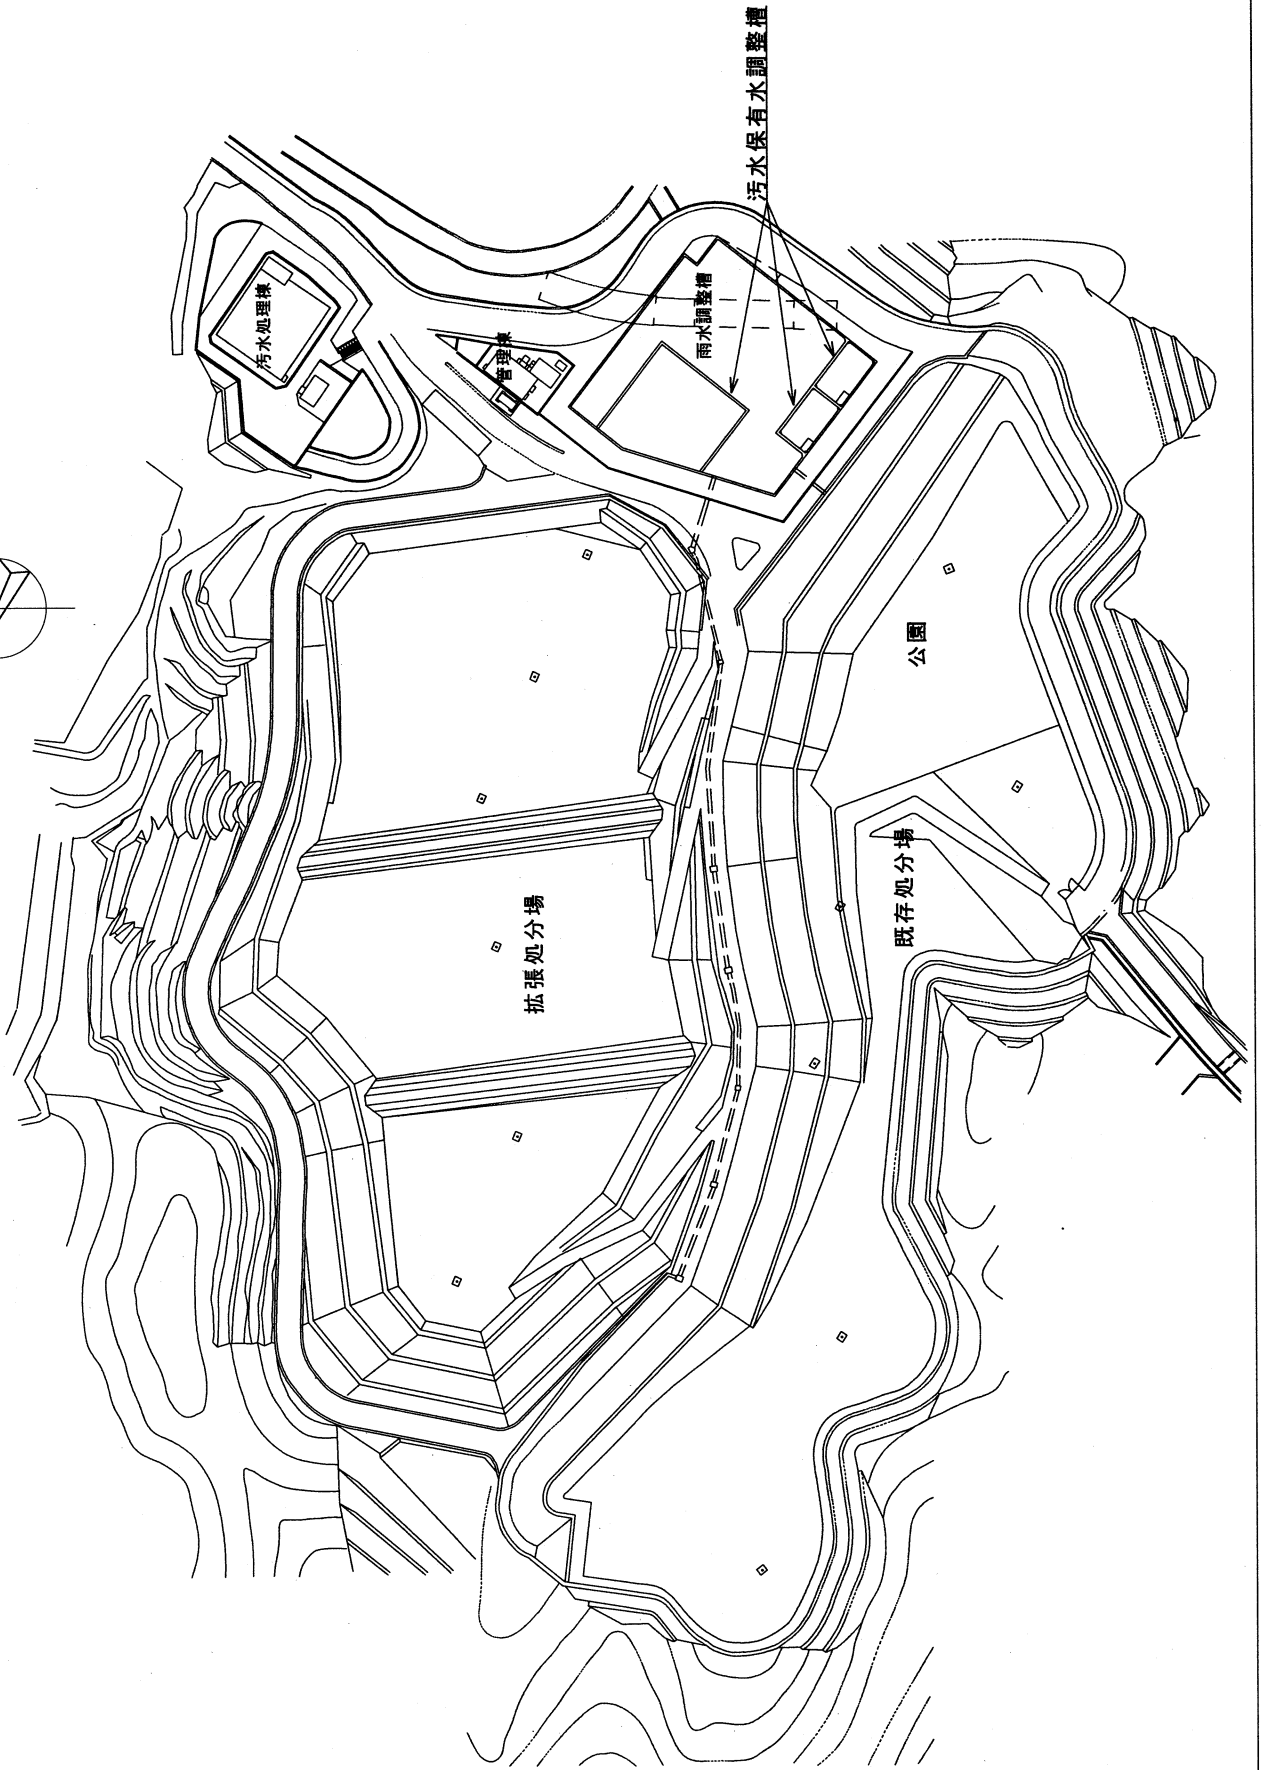 汚水保有水調整槽
汚水処理棟
管理棟
雨水調整槽
公園
既存処分場
拡張処分場